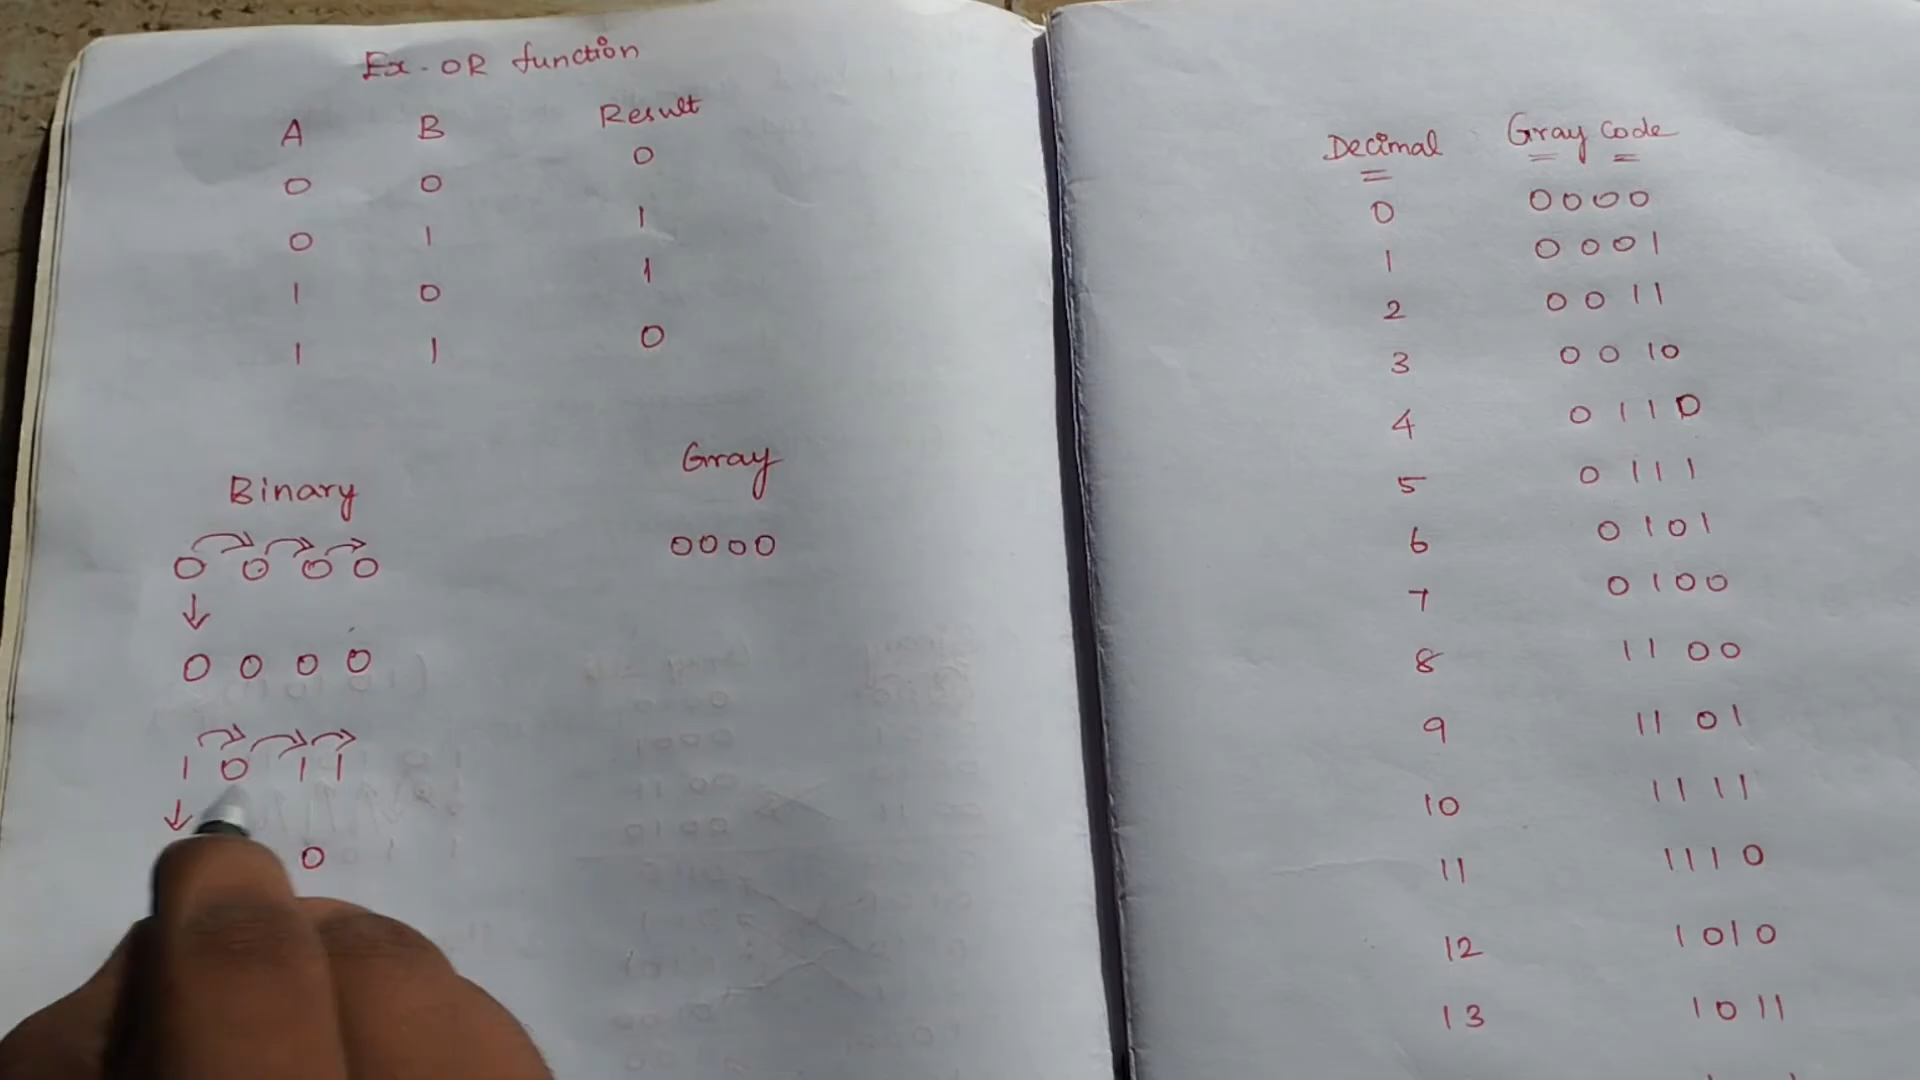 Ex-OR function
A B Result
0 0 0
0 1 1
1 0 1
1 1 0
Binary Gray
0 0 0 0 0000
0 0 0 0
1 0 1 1
0
Decimal Gray code
0 0000
1 0001
2 0011
3 0010
4 0110
5 0111
6 0101
7 0100
8 1100
9 1101
10 1111
11 1110
12 1010
13 1011